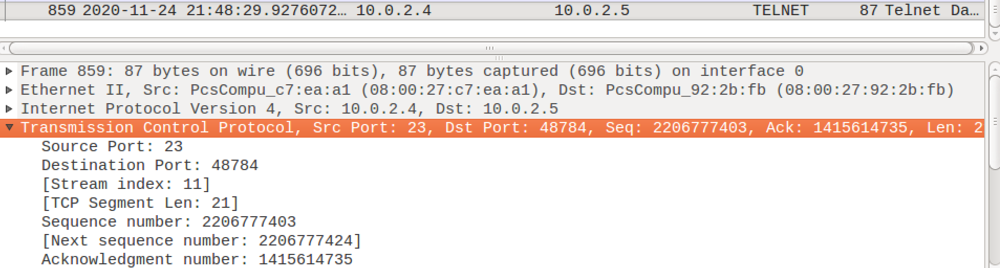 859 2020-11-24 21:48:29.9276072… 10.0.2.4 10.0.2.5 TELNET 87 Telnet Da…
Frame 859: 87 bytes on wire (696 bits), 87 bytes captured (696 bits) on interface 0
Ethernet II, Src: PcsCompu_c7:ea:a1 (08:00:27:c7:ea:a1), Dst: PcsCompu_92:2b:fb (08:00:27:92:2b:fb)
Internet Protocol Version 4, Src: 10.0.2.4, Dst: 10.0.2.5
Transmission Control Protocol, Src Port: 23, Dst Port: 48784, Seq: 2206777403, Ack: 1415614735, Len: 2
Source Port: 23
Destination Port: 48784
[Stream index: 11]
[TCP Segment Len: 21]
Sequence number: 2206777403
[Next sequence number: 2206777424]
Acknowledgment number: 1415614735